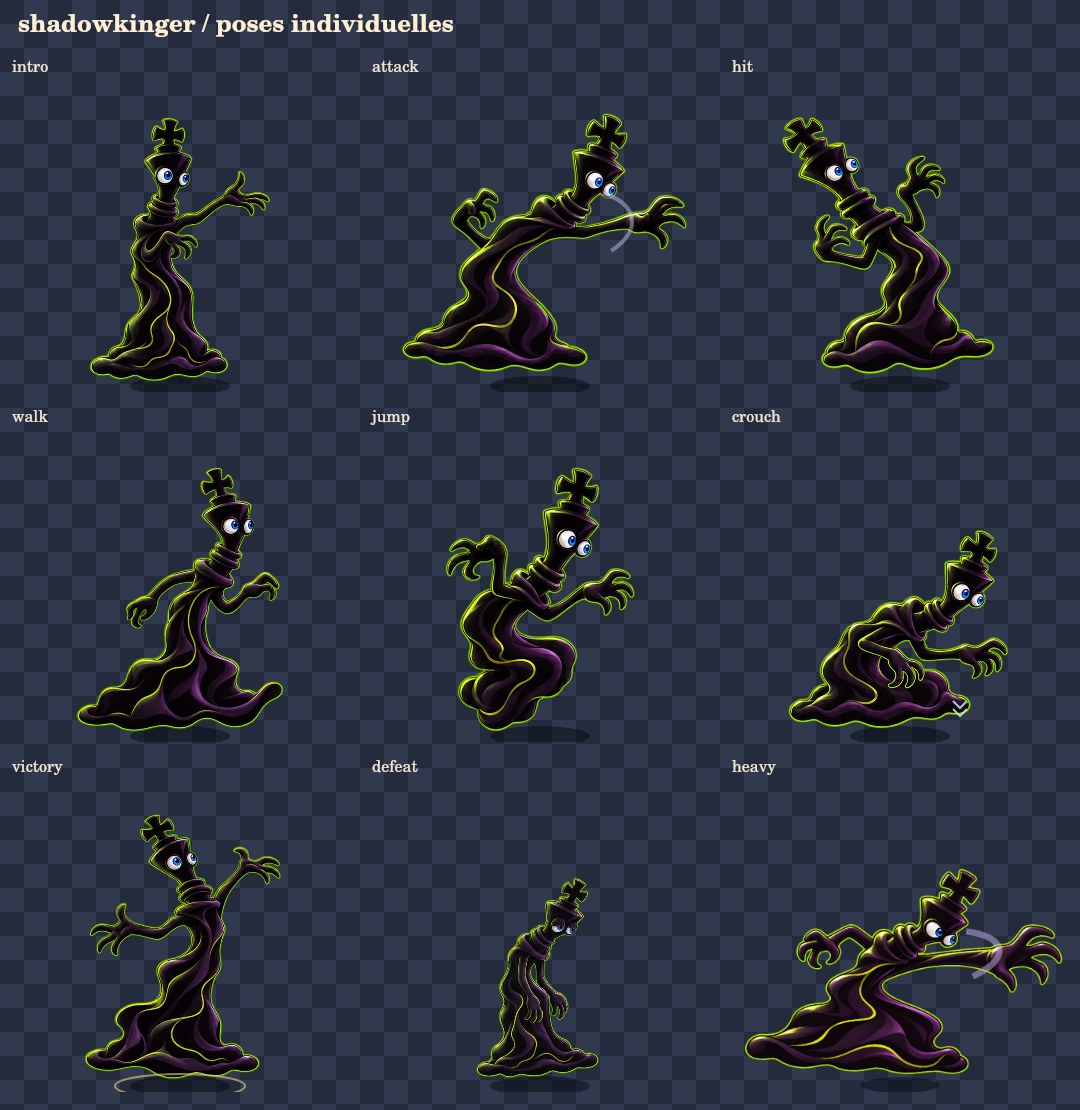 shadowkinger / poses individuelles
intro
attack
hit
walk
jump
crouch
victory
defeat
heavy